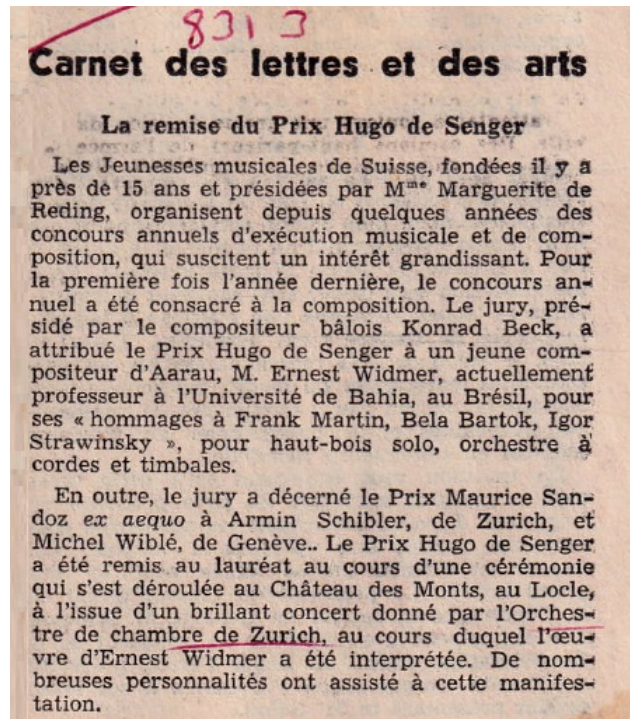 8313
Carnet des lettres et des arts
La remise du Prix Hugo de Senger
Les Jeunesses musicales de Suisse, fondées il y a
près de 15 ans et présidées par Mme Marguerite de
Reding, organisent depuis quelques années des
concours annuels d'exécution musicale et de com-
position, qui suscitent un intérêt grandissant. Pour
la première fois l'année dernière, le concours an-
nuel a été consacré à la composition. Le jury, pré-
sidé par le compositeur bâlois Konrad Beck, a
attribué le Prix Hugo de Senger à un jeune com-
positeur d'Aarau, M. Ernest Widmer, actuellement
professeur à l'Université de Bahia, au Brésil, pour
ses « hommages à Frank Martin, Bela Bartok, Igor
Strawinsky », pour haut-bois solo, orchestre à
cordes et timbales.
En outre, le jury a décerné le Prix Maurice San-
doz ex aequo à Armin Schibler, de Zurich, et
Michel Wiblé, de Genève.. Le Prix Hugo de Senger
a été remis au lauréat au cours d'une cérémonie
qui s'est déroulée au Château des Monts, au Locle,
à l'issue d'un brillant concert donné par l'Orches-
tre de chambre de Zurich, au cours duquel l'œu-
vre d'Ernest Widmer a été interprétée. De nom-
breuses personnalités ont assisté à cette manifes-
tation.